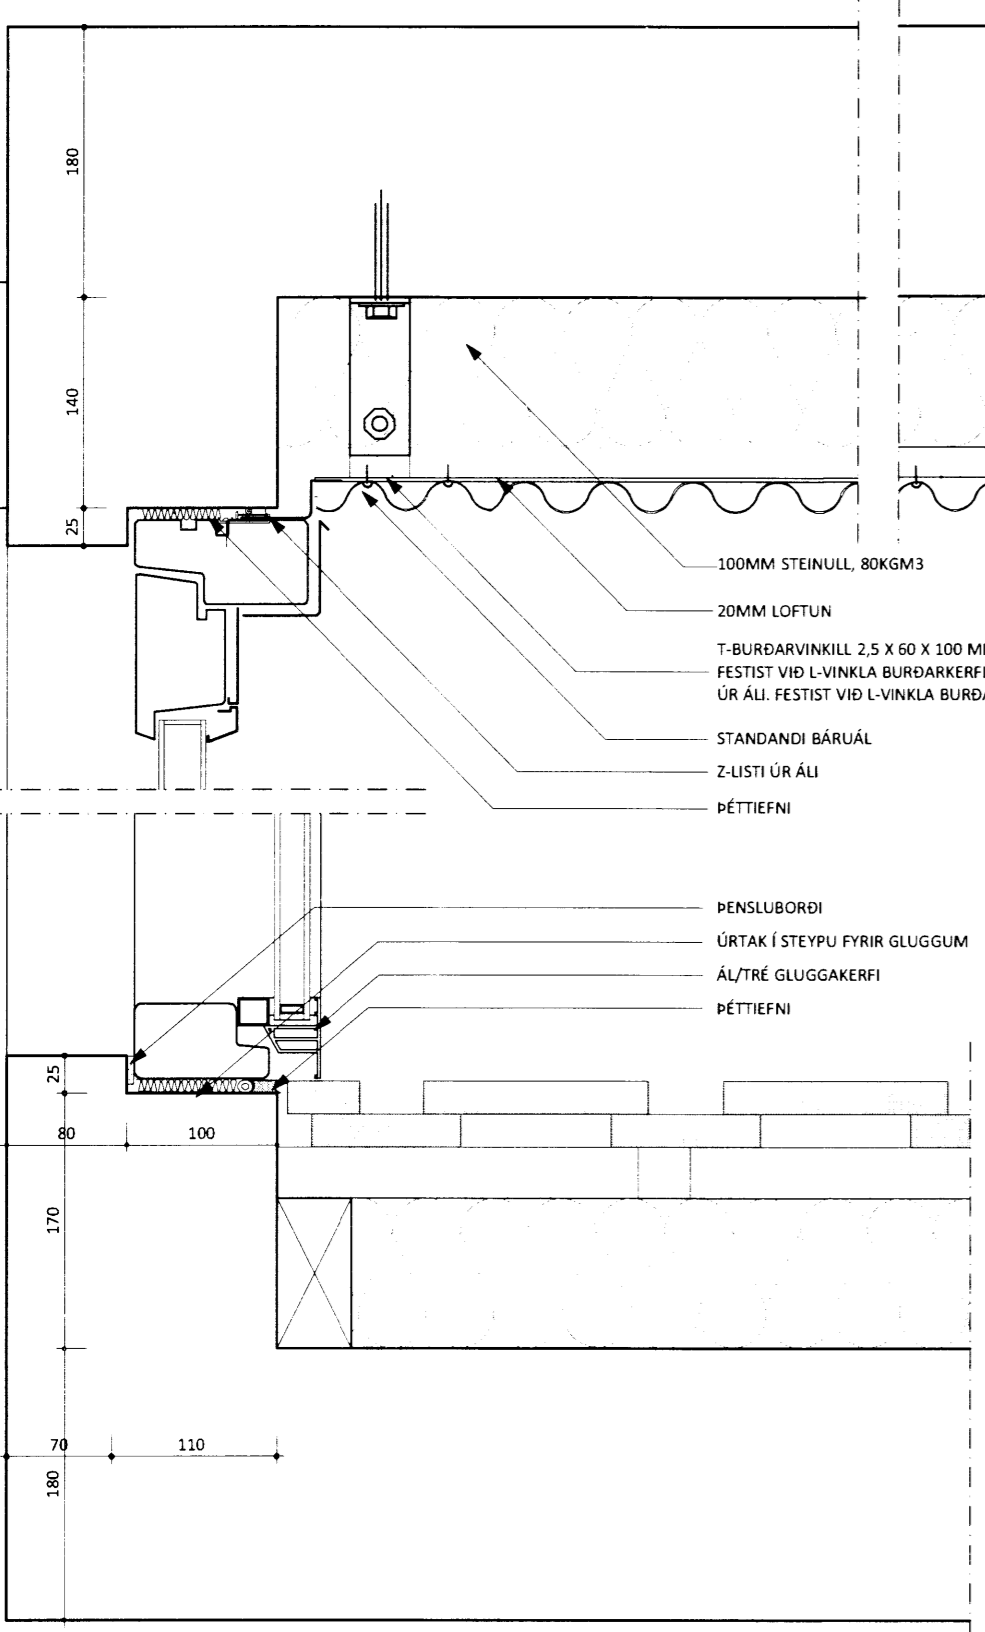 180
140
25
100MM STEINULL, 80KGM3
20MM LOFTUN
T-BURÐARVINKILL 2,5 X 60 X 100
FESTIST VIÐ L-VINKLA BURÐARKERFI
ÚR ÁLI. FESTIST VIÐ L-VINKLA
STANDANDI BÁRUÁL
Z-LISTI ÚR ÁLI
ÞÉTTIEFNI
ÞENSLUBORÐI
ÚRTAK Í STEYPU FYRIR GLUGGUM
ÁL/TRÉ GLUGGAKERFI
ÞÉTTIEFNI
25
80
100
170
70
110
180